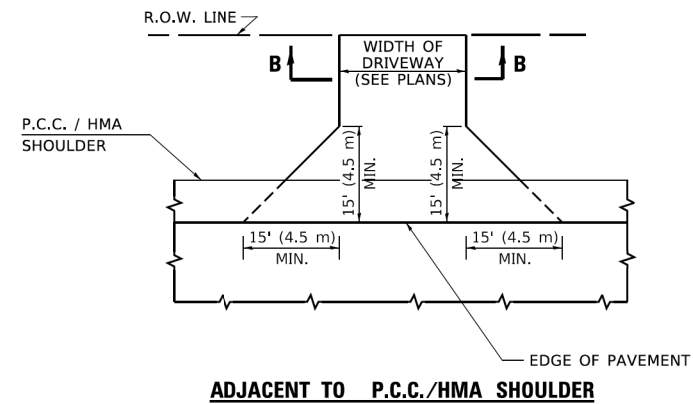 R.O.W. LINE
B
WIDTH OF
DRIVEWAY
(SEE PLANS)
B
P.C.C. / HMA
SHOULDER
15' (4.5 m)
MIN.
15' (4.5 m)
MIN.
15' (4.5 m)
MIN.
15' (4.5 m)
MIN.
EDGE OF PAVEMENT
ADJACENT TO P.C.C./HMA SHOULDER